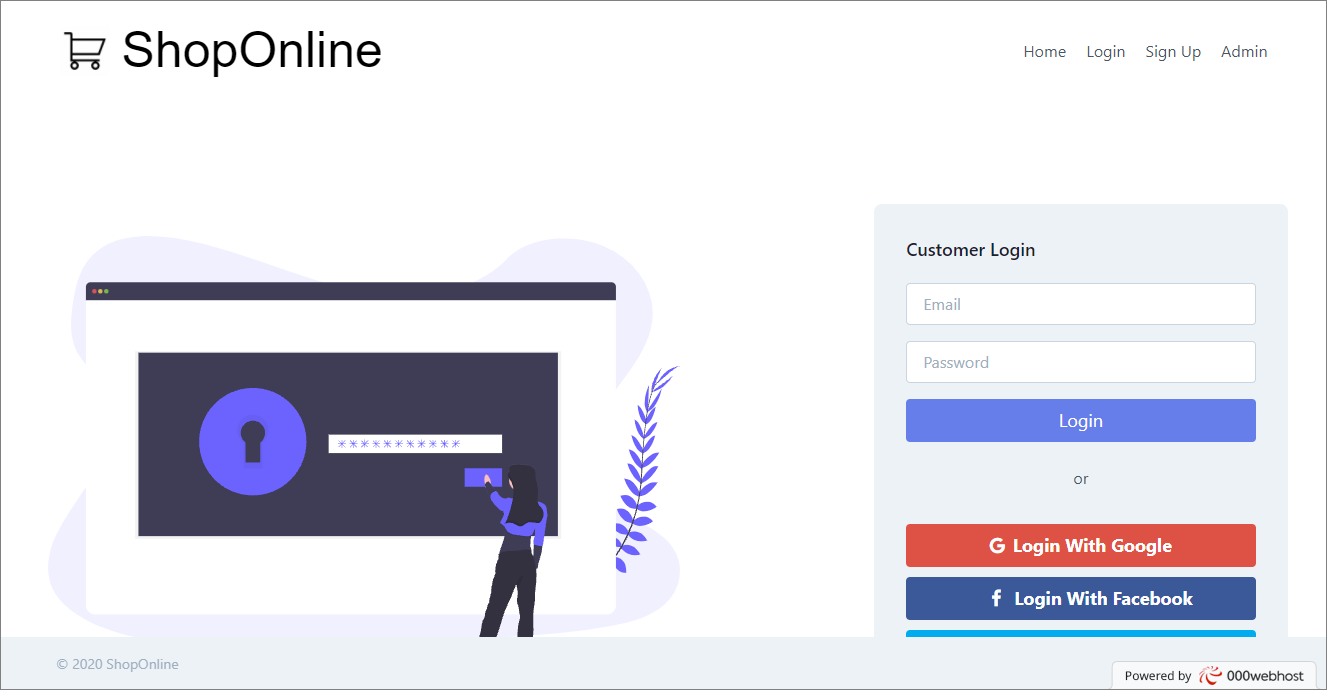 ShopOnline
Home Login Sign Up Admin
Customer Login
Email
Password
Login
***********
or
Login With Google
Login With Facebook
© 2020 ShopOnline
Powered by 000webhost